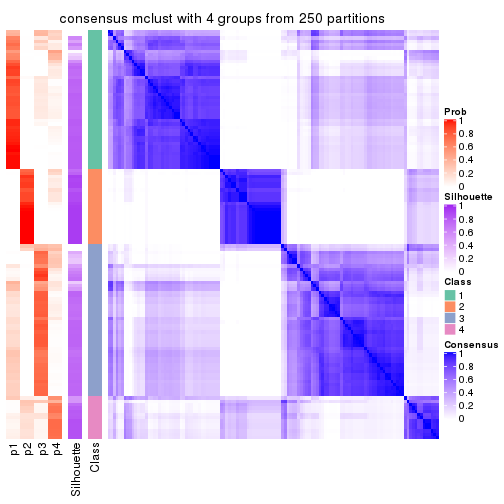 consensus mclust with 4 groups from 250 partitions
Prob
1
0.8
0.6
0.4
0.2
0
Silhouette
1
0.8
0.6
0.4
0.2
0
Class
1
2
3
4
Consensus
1
0.8
0.6
0.4
0.2
0
p1
p2
p3
p4
Silhouette
Class